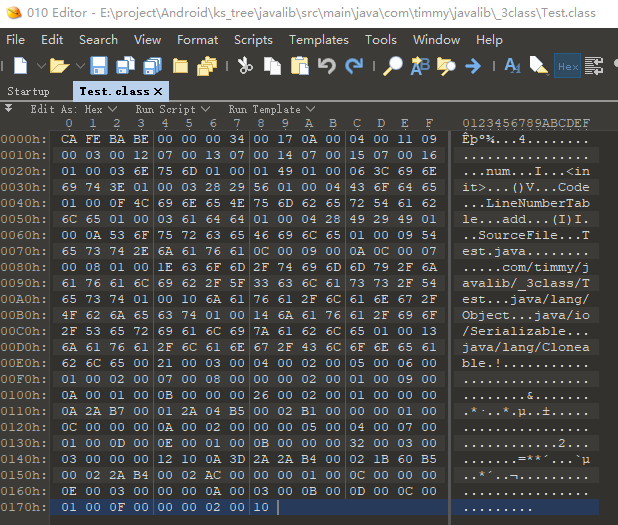 010 Editor - E:\project\Android\ks_tree\javalib\src\main\java\com\timmy\javalib\_3class\Test.class
File Edit Search View Format Scripts Templates Tools Window Help
Hex
Startup Test.class
Edit As: Hex Run Script Run Template
0 1 2 3 4 5 6 7 8 9 A B C D E F 0123456789ABCDEF
0000h: CA FE BA BE 00 00 00 34 00 17 0A 00 04 00 11 09 Êþº¾...4........
0010h: 00 03 00 12 07 00 13 07 00 14 07 00 15 07 00 16 ................
0020h: 01 00 03 6E 75 6D 01 00 01 49 01 00 06 3C 69 6E ...num...I...<in
0030h: 69 74 3E 01 00 03 28 29 56 01 00 04 43 6F 64 65 it>...()V...Code
0040h: 01 00 0F 4C 69 6E 65 4E 75 6D 62 65 72 54 61 62 ...LineNumberTab
0050h: 6C 65 01 00 03 61 64 64 01 00 04 28 49 29 49 01 le...add...(I)I.
0060h: 00 0A 53 6F 75 72 63 65 46 69 6C 65 01 00 09 54 ..SourceFile...T
0070h: 65 73 74 2E 6A 61 76 61 0C 00 09 00 0A 0C 00 07 est.java........
0080h: 00 08 01 00 1E 63 6F 6D 2F 74 69 6D 6D 79 2F 6A .....com/timmy/j
0090h: 61 76 61 6C 69 62 2F 5F 33 63 6C 61 73 73 2F 54 avalib/_3class/T
00A0h: 65 73 74 01 00 10 6A 61 76 61 2F 6C 61 6E 67 2F est...java/lang/
00B0h: 4F 62 6A 65 63 74 01 00 14 6A 61 76 61 2F 69 6F Object...java/io
00C0h: 2F 53 65 72 69 61 6C 69 7A 61 62 6C 65 01 00 13 /Serializable...
00D0h: 6A 61 76 61 2F 6C 61 6E 67 2F 43 6C 6F 6E 65 61 java/lang/Clonea
00E0h: 62 6C 65 00 21 00 03 00 04 00 02 00 05 00 06 00 ble.!...........
00F0h: 01 00 02 00 07 00 08 00 00 00 02 00 01 00 09 00 ................
0100h: 0A 00 01 00 0B 00 00 00 26 00 02 00 01 00 00 00 ........&.......
0110h: 0A 2A B7 00 01 2A 04 B5 00 02 B1 00 00 00 01 00 .*·..*.µ..±.....
0120h: 0C 00 00 00 0A 00 02 00 00 00 05 00 04 00 07 00 ................
0130h: 01 00 0D 00 0E 00 01 00 0B 00 00 00 32 00 03 00 ............2...
0140h: 03 00 00 00 12 10 0A 3D 2A 2A B4 00 02 1B 60 B5 .......=**´...`µ
0150h: 00 02 2A B4 00 02 AC 00 00 00 01 00 0C 00 00 00 ..*´..¬.........
0160h: 0E 00 03 00 00 00 0A 00 03 00 0B 00 0D 00 0C 00 ................
0170h: 01 00 0F 00 00 00 02 00 10 .........